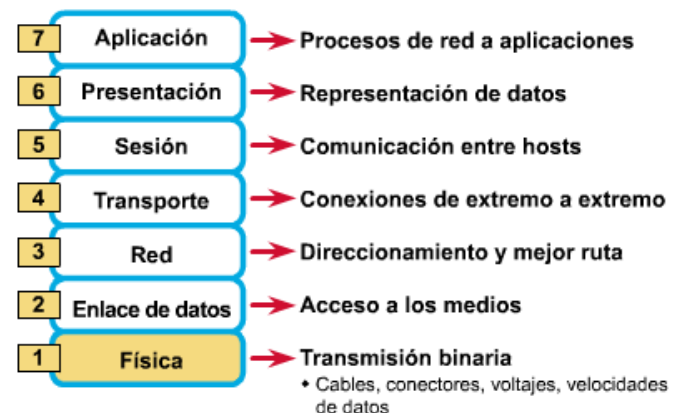 7 Aplicación Procesos de red a aplicaciones
6 Presentación Representación de datos
5 Sesión Comunicación entre hosts
4 Transporte Conexiones de extremo a extremo
3 Red Direccionamiento y mejor ruta
2 Enlace de datos Acceso a los medios
1 Física Transmisión binaria
• Cables, conectores, voltajes, velocidades
de datos